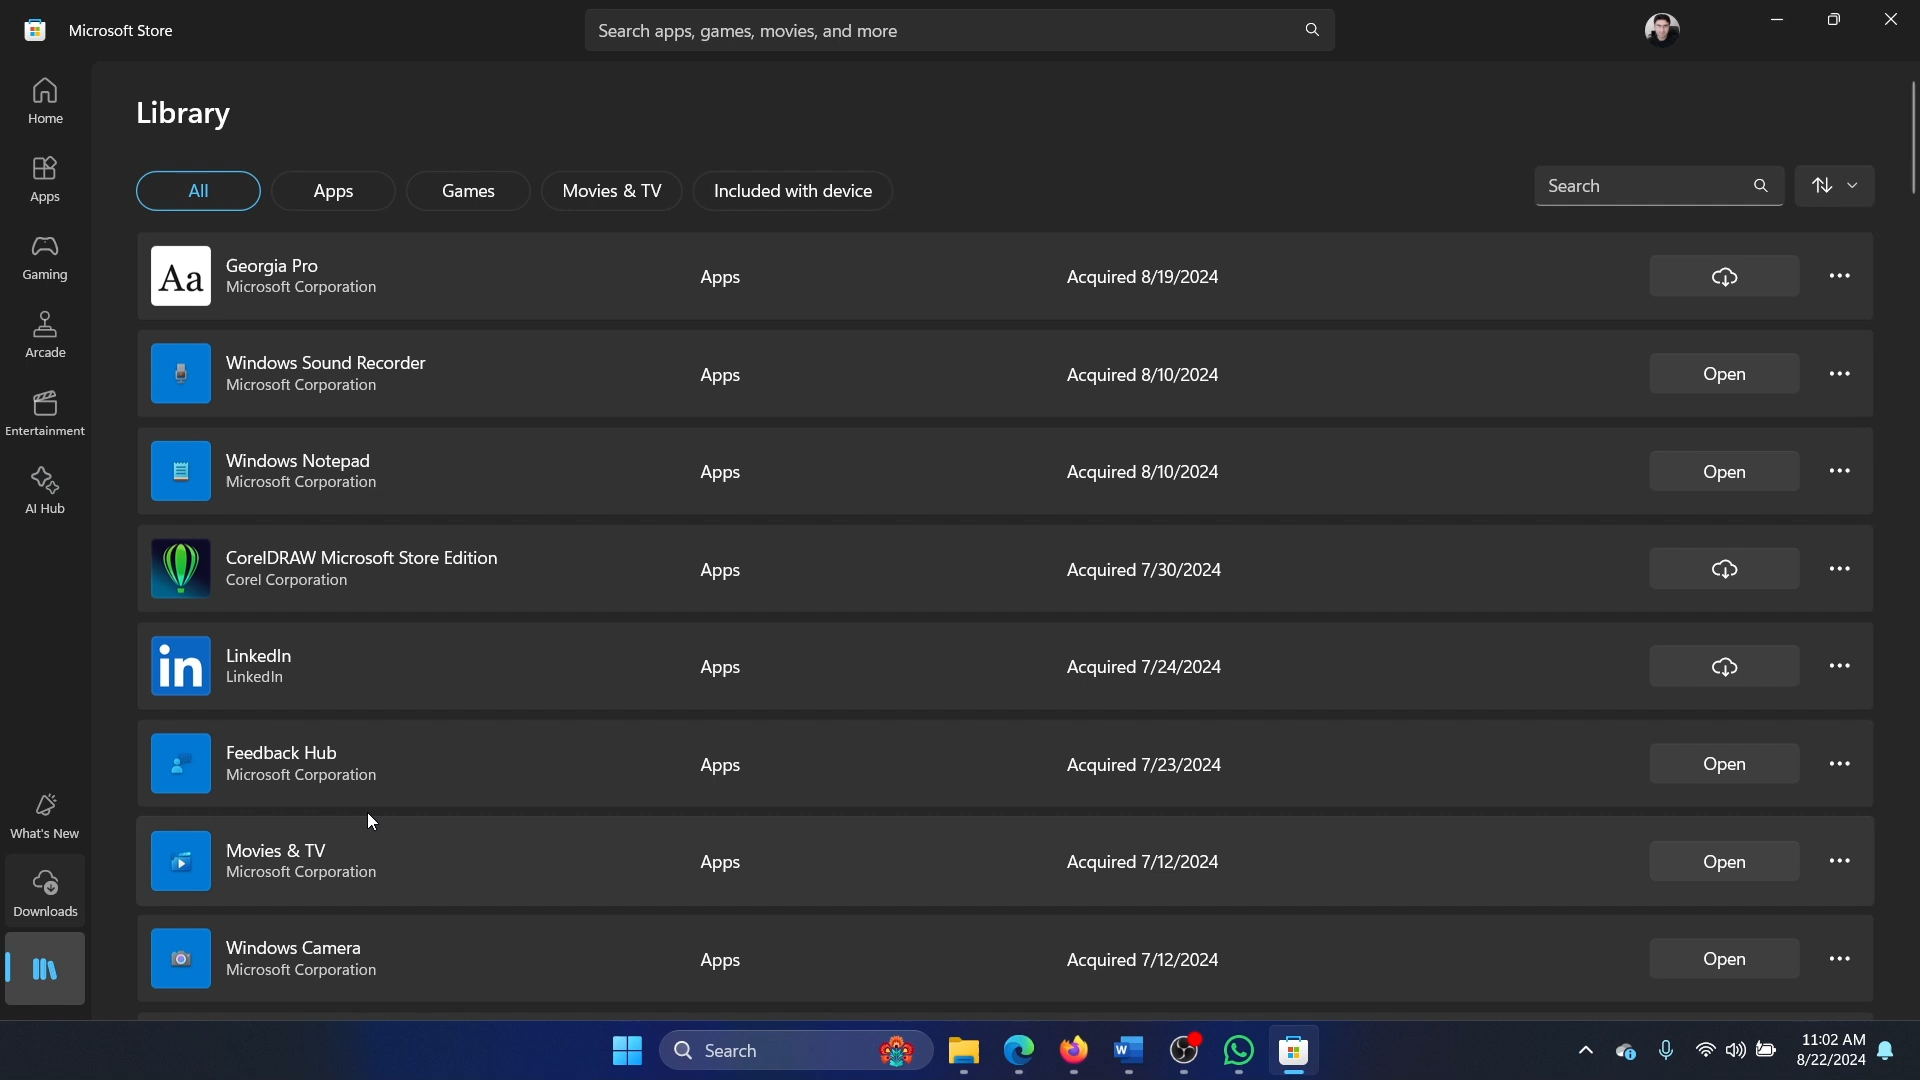 Microsoft Store
Search apps, games, movies, and more
Home
Apps
Gaming
Arcade
Entertainment
AI Hub
What's New
Downloads
Library
All
Apps
Games
Movies & TV
Included with device
Search
Aa
Georgia Pro
Microsoft Corporation
Apps
Acquired 8/19/2024
Windows Sound Recorder
Microsoft Corporation
Apps
Acquired 8/10/2024
Open
Windows Notepad
Microsoft Corporation
Apps
Acquired 8/10/2024
Open
CorelDRAW Microsoft Store Edition
Corel Corporation
Apps
Acquired 7/30/2024
in
LinkedIn
LinkedIn
Apps
Acquired 7/24/2024
Feedback Hub
Microsoft Corporation
Apps
Acquired 7/23/2024
Open
Movies & TV
Microsoft Corporation
Apps
Acquired 7/12/2024
Open
Windows Camera
Microsoft Corporation
Apps
Acquired 7/12/2024
Open
Search
W
11:02 AM
8/22/2024